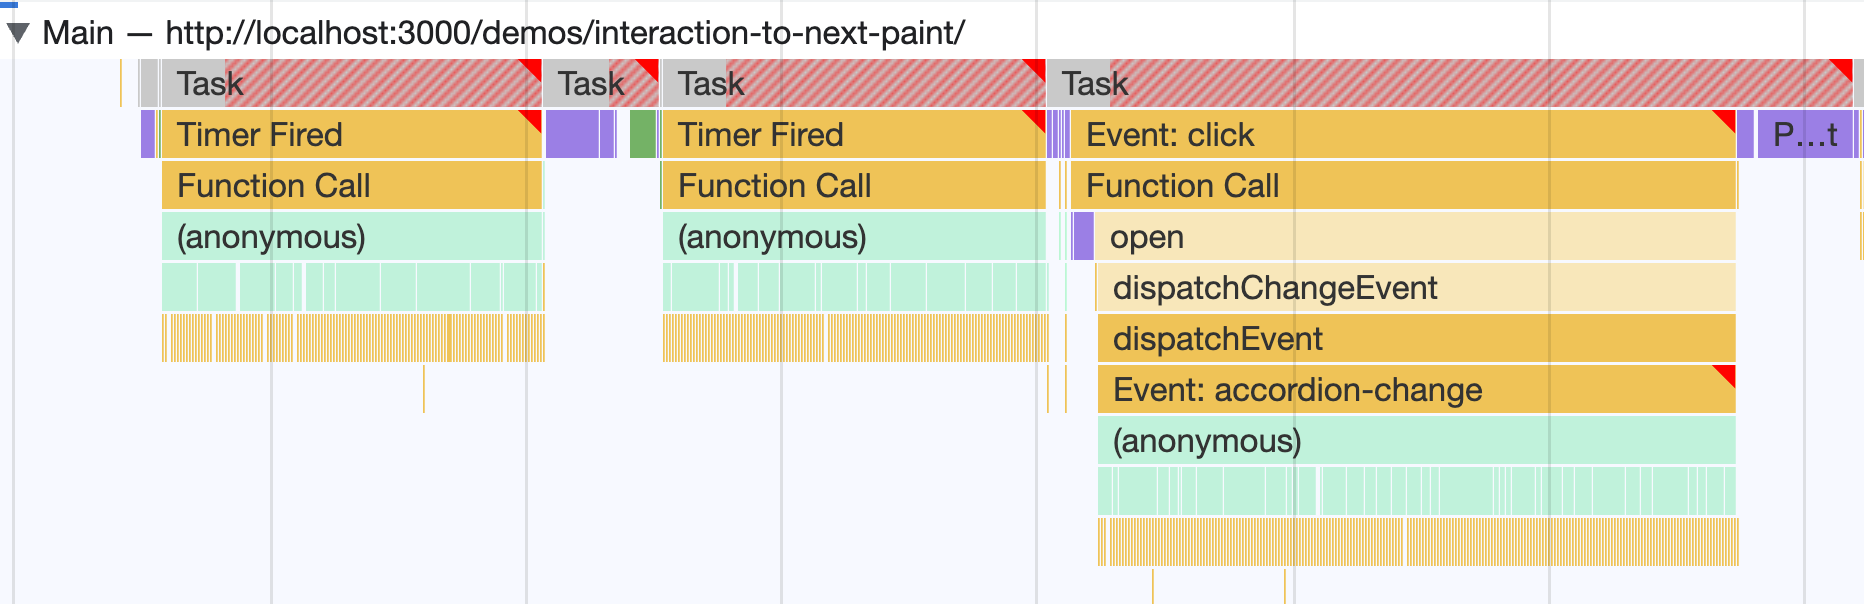 Main — http://localhost:3000/demos/interaction-to-next-paint/
Task Task Task Task
Timer Fired Timer Fired Event: click P…t
Function Call Function Call Function Call
(anonymous) (anonymous) open
dispatchChangeEvent
dispatchEvent
Event: accordion-change
(anonymous)